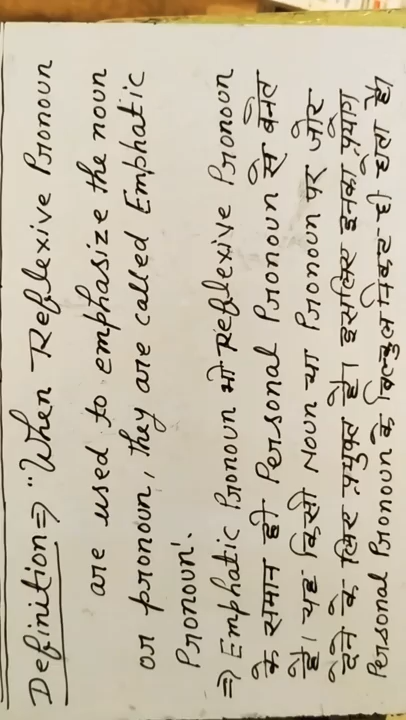 Definition ⇒ "When Reflexive Pronoun
are used to emphasize the noun
or pronoun, they are called Emphatic
Pronoun'.
⇒ Emphatic Pronoun भी Reflexive Pronoun
के समान ही Personal Pronoun से बनते
हैं। यह किसी Noun या Pronoun पर जोर
देने के लिए प्रयुक्त है। इसलिए इनका प्रयोग
Personal Pronoun के बिल्कुल निकट ही होता है